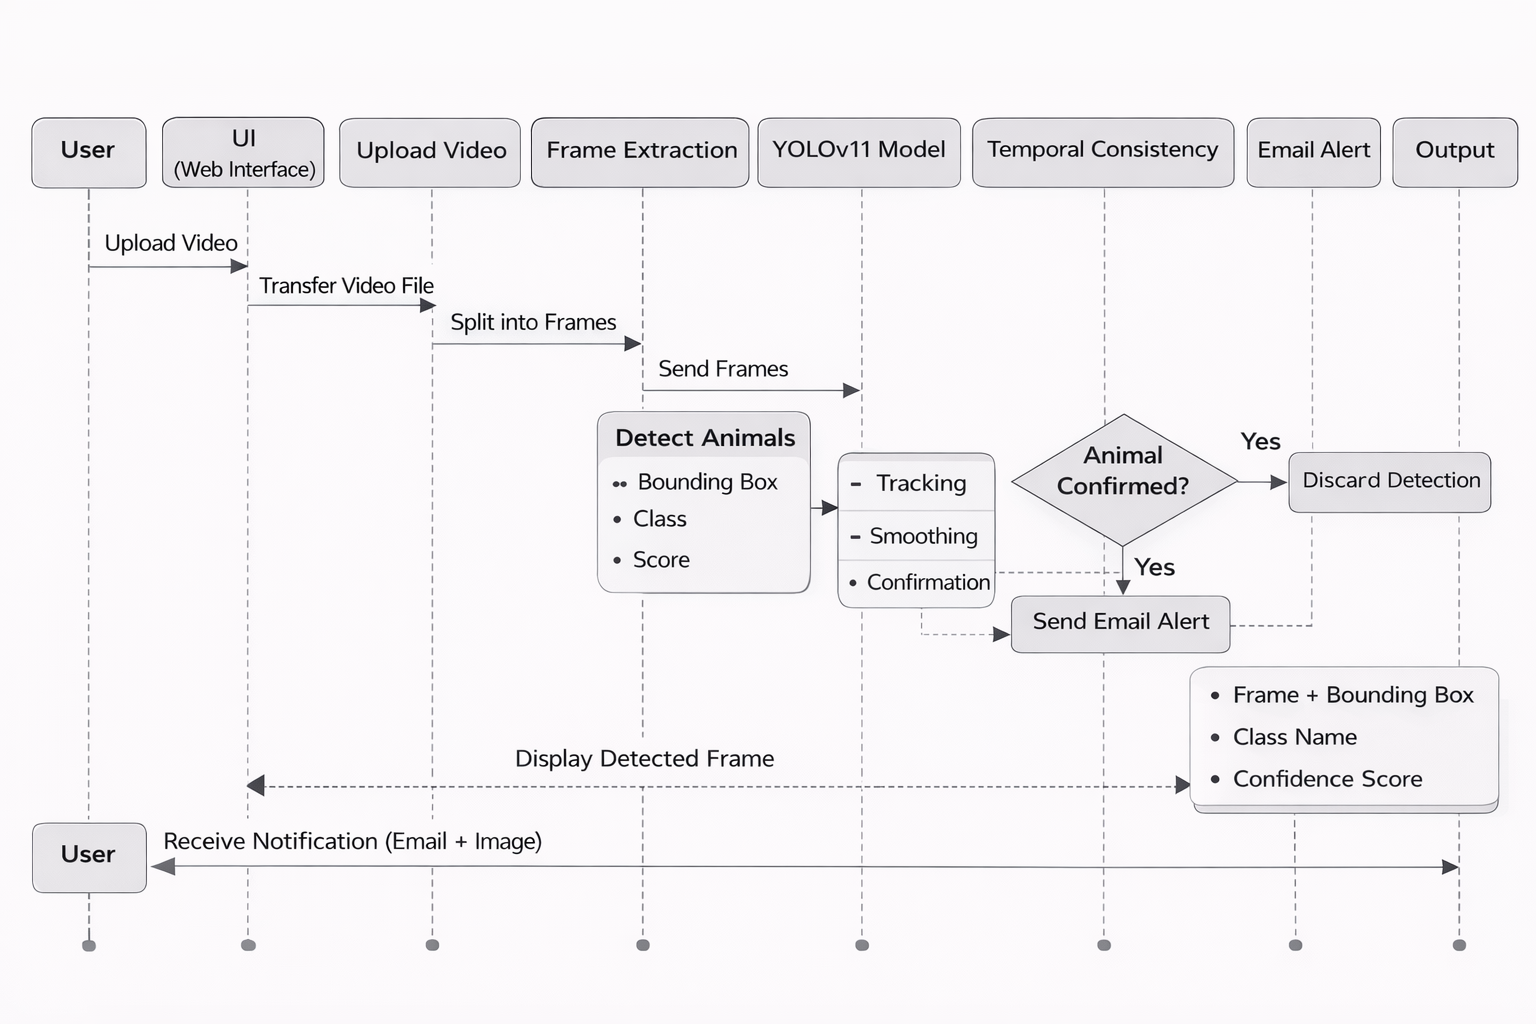 User
UI
(Web Interface)
Upload Video
Frame Extraction
YOLOv11 Model
Temporal Consistency
Email Alert
Output
Upload Video
Transfer Video File
Split into Frames
Send Frames
Detect Animals
•• Bounding Box
• Class
• Score
- Tracking
- Smoothing
• Confirmation
Animal
Confirmed?
Yes
Discard Detection
Yes
Send Email Alert
• Frame + Bounding Box
• Class Name
• Confidence Score
Display Detected Frame
User
Receive Notification (Email + Image)